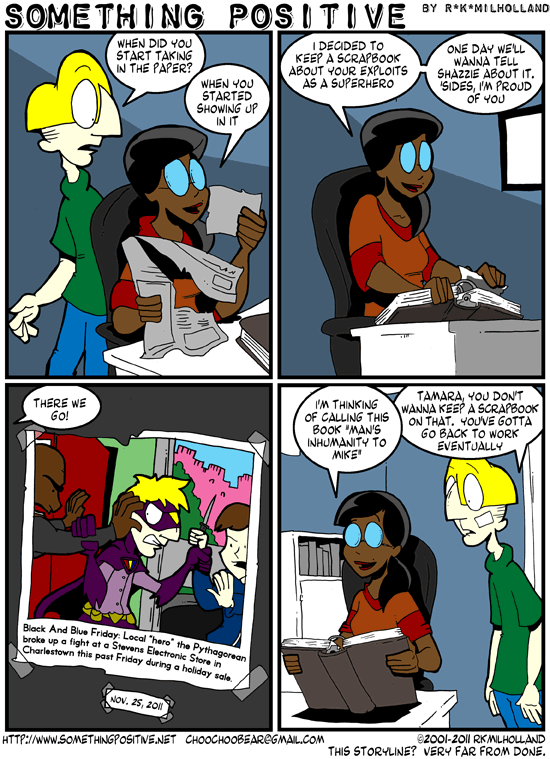 SOMETHING POSITIVE BY R*K*MILHOLLAND
WHEN DID YOU
START TAKING
IN THE PAPER?
WHEN YOU
STARTED
SHOWING UP
IN IT
I DECIDED TO
KEEP A SCRAPBOOK
ABOUT YOUR EXPLOITS
AS A SUPERHERO
ONE DAY WE'LL
WANNA TELL
SHAZZIE ABOUT IT.
'SIDES, I'M PROUD
OF YOU
THERE WE
GO!
Black And Blue Friday: Local "hero" the Pythagorean
broke up a fight at a Stevens Electronic Store in
Charlestown this past Friday during a holiday sale.
NOV. 25, 2011
I'M THINKING
OF CALLING THIS
BOOK "MAN'S
INHUMANITY TO
MIKE"
TAMARA, YOU DON'T
WANNA KEEP A SCRAPBOOK
ON THAT. YOU'VE GOTTA
GO BACK TO WORK
EVENTUALLY
HTTP://WWW.SOMETHINGPOSITIVE.NET CHOOCHOOBEAR@GMAIL.COM ©2001-2011 RKMILHOLLAND
THIS STORYLINE? VERY FAR FROM DONE.